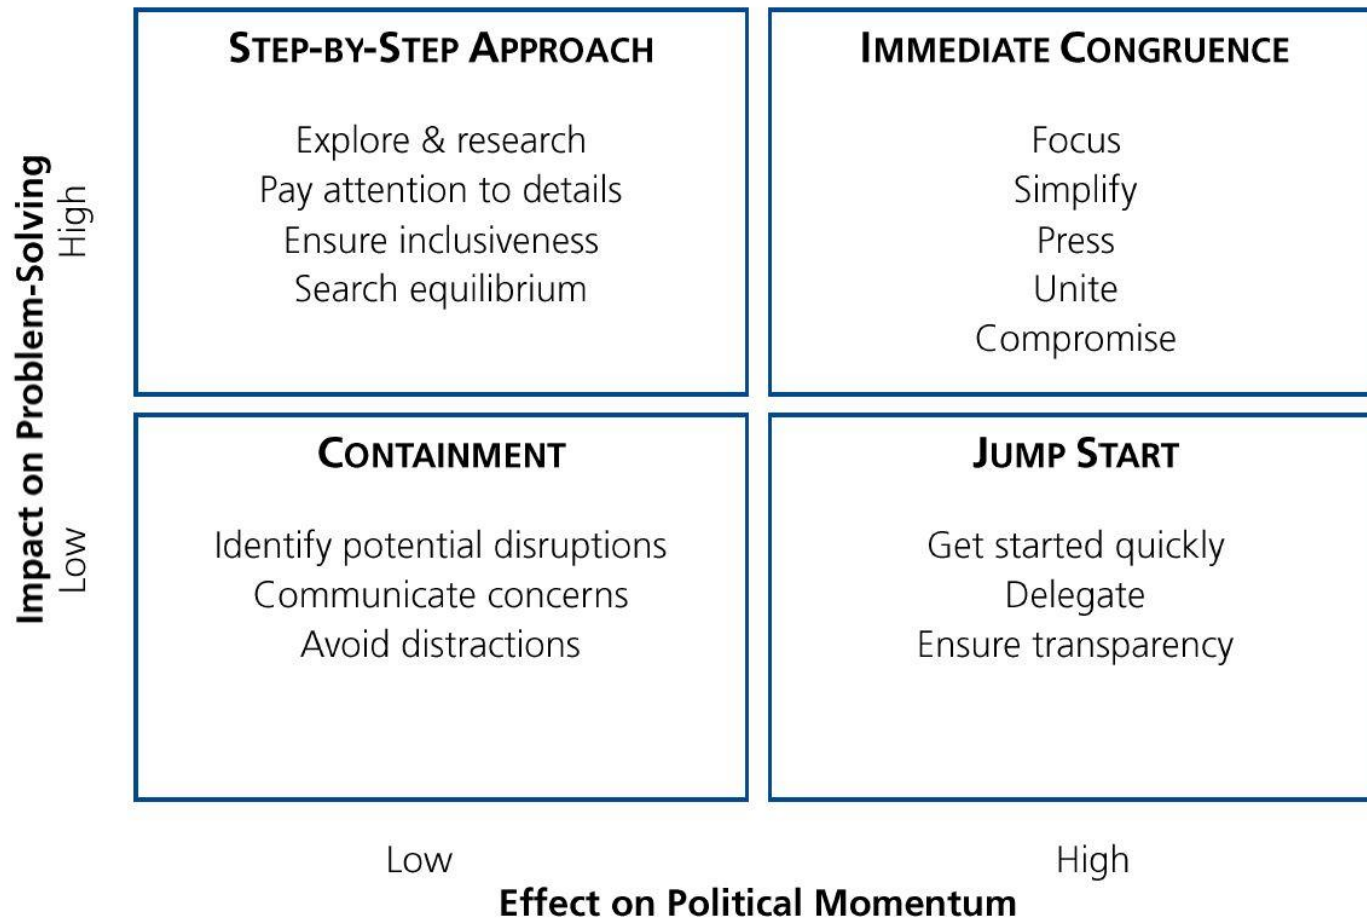 STEP-BY-STEP APPROACH
Explore & research
Pay attention to details
Ensure inclusiveness
Search equilibrium
IMMEDIATE CONGRUENCE
Focus
Simplify
Press
Unite
Compromise
CONTAINMENT
Identify potential disruptions
Communicate concerns
Avoid distractions
JUMP START
Get started quickly
Delegate
Ensure transparency
Impact on Problem-Solving
High
Low
Low
High
Effect on Political Momentum